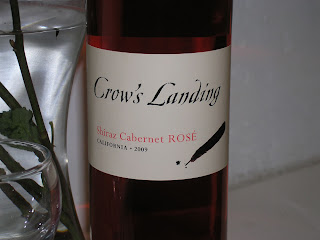 Crow's Landing
Shiraz Cabernet ROSÉ
CALIFORNIA • 2009